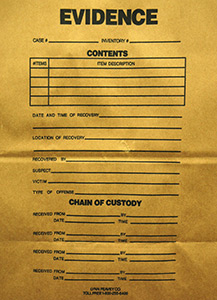 EVIDENCE
CASE # INVENTORY #
CONTENTS
#ITEMS ITEM DESCRIPTION
DATE AND TIME OF RECOVERY
LOCATION OF RECOVERY
RECOVERED BY
SUSPECT
VICTIM
TYPE OF OFFENSE
CHAIN OF CUSTODY
RECEIVED FROM BY
DATE TIME
RECEIVED FROM BY
DATE TIME
RECEIVED FROM BY
DATE TIME
RECEIVED FROM BY
DATE TIME
LYNN PEAVEY CO.
TOLL FREE